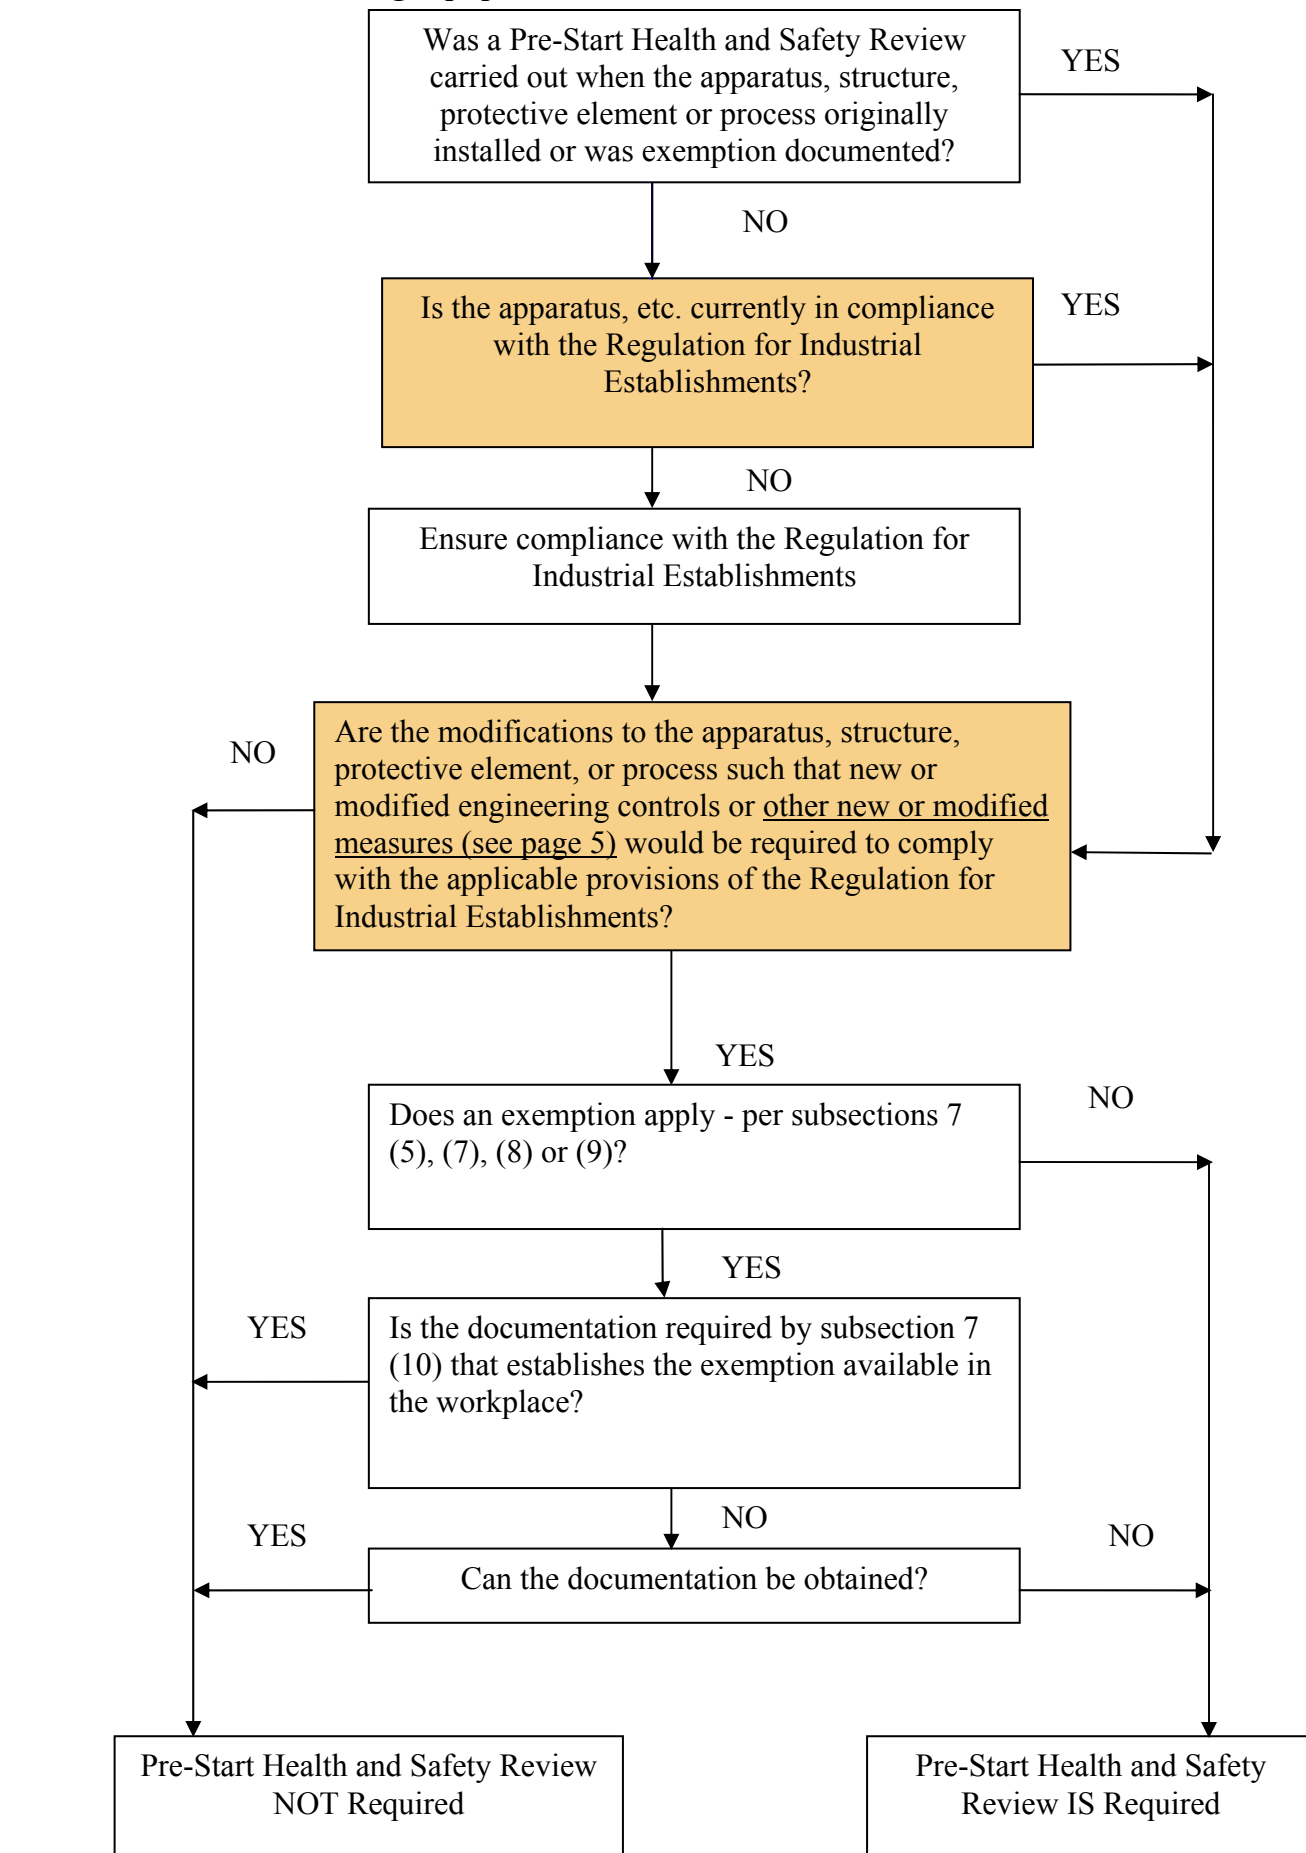 Was a Pre-Start Health and Safety Review
carried out when the apparatus, structure,
protective element or process originally
installed or was exemption documented?
YES
NO
Is the apparatus, etc. currently in compliance
with the Regulation for Industrial
Establishments?
YES
NO
Ensure compliance with the Regulation for
Industrial Establishments
NO
Are the modifications to the apparatus, structure,
protective element, or process such that new or
modified engineering controls or other new or modified
measures (see page 5) would be required to comply
with the applicable provisions of the Regulation for
Industrial Establishments?
YES
Does an exemption apply - per subsections 7
(5), (7), (8) or (9)?
NO
YES
YES
Is the documentation required by subsection 7
(10) that establishes the exemption available in
the workplace?
NO
YES
Can the documentation be obtained?
NO
Pre-Start Health and Safety Review
NOT Required
Pre-Start Health and Safety
Review IS Required